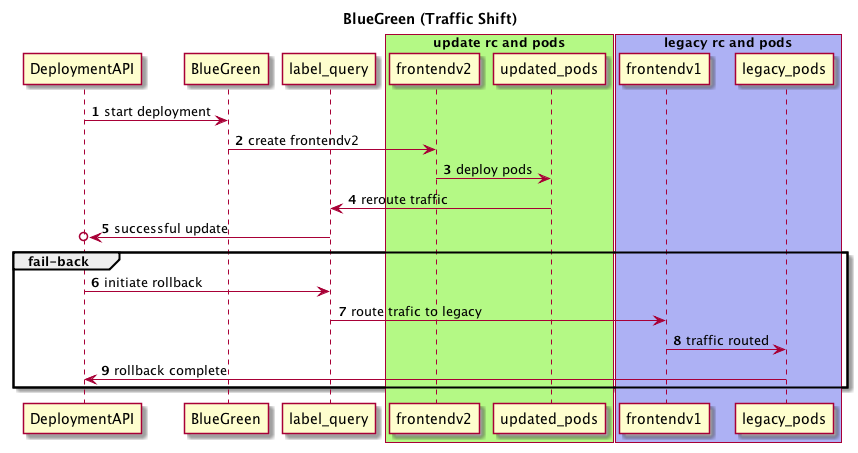 BlueGreen (Traffic Shift)
update rc and pods legacy rc and pods
DeploymentAPI BlueGreen label_query frontendv2 updated_pods frontendv1 legacy_pods
1 start deployment
2 create frontendv2
3 deploy pods
4 reroute traffic
5 successful update
fail-back
6 initiate rollback
7 route trafic to legacy
8 traffic routed
9 rollback complete
DeploymentAPI BlueGreen label_query frontendv2 updated_pods frontendv1 legacy_pods